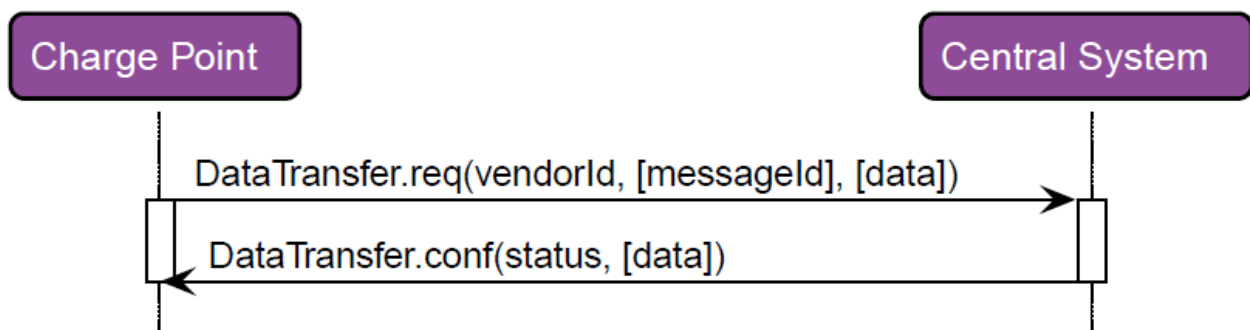 Charge Point
Central System
DataTransfer.req(vendorId, [messageId], [data])
DataTransfer.conf(status, [data])